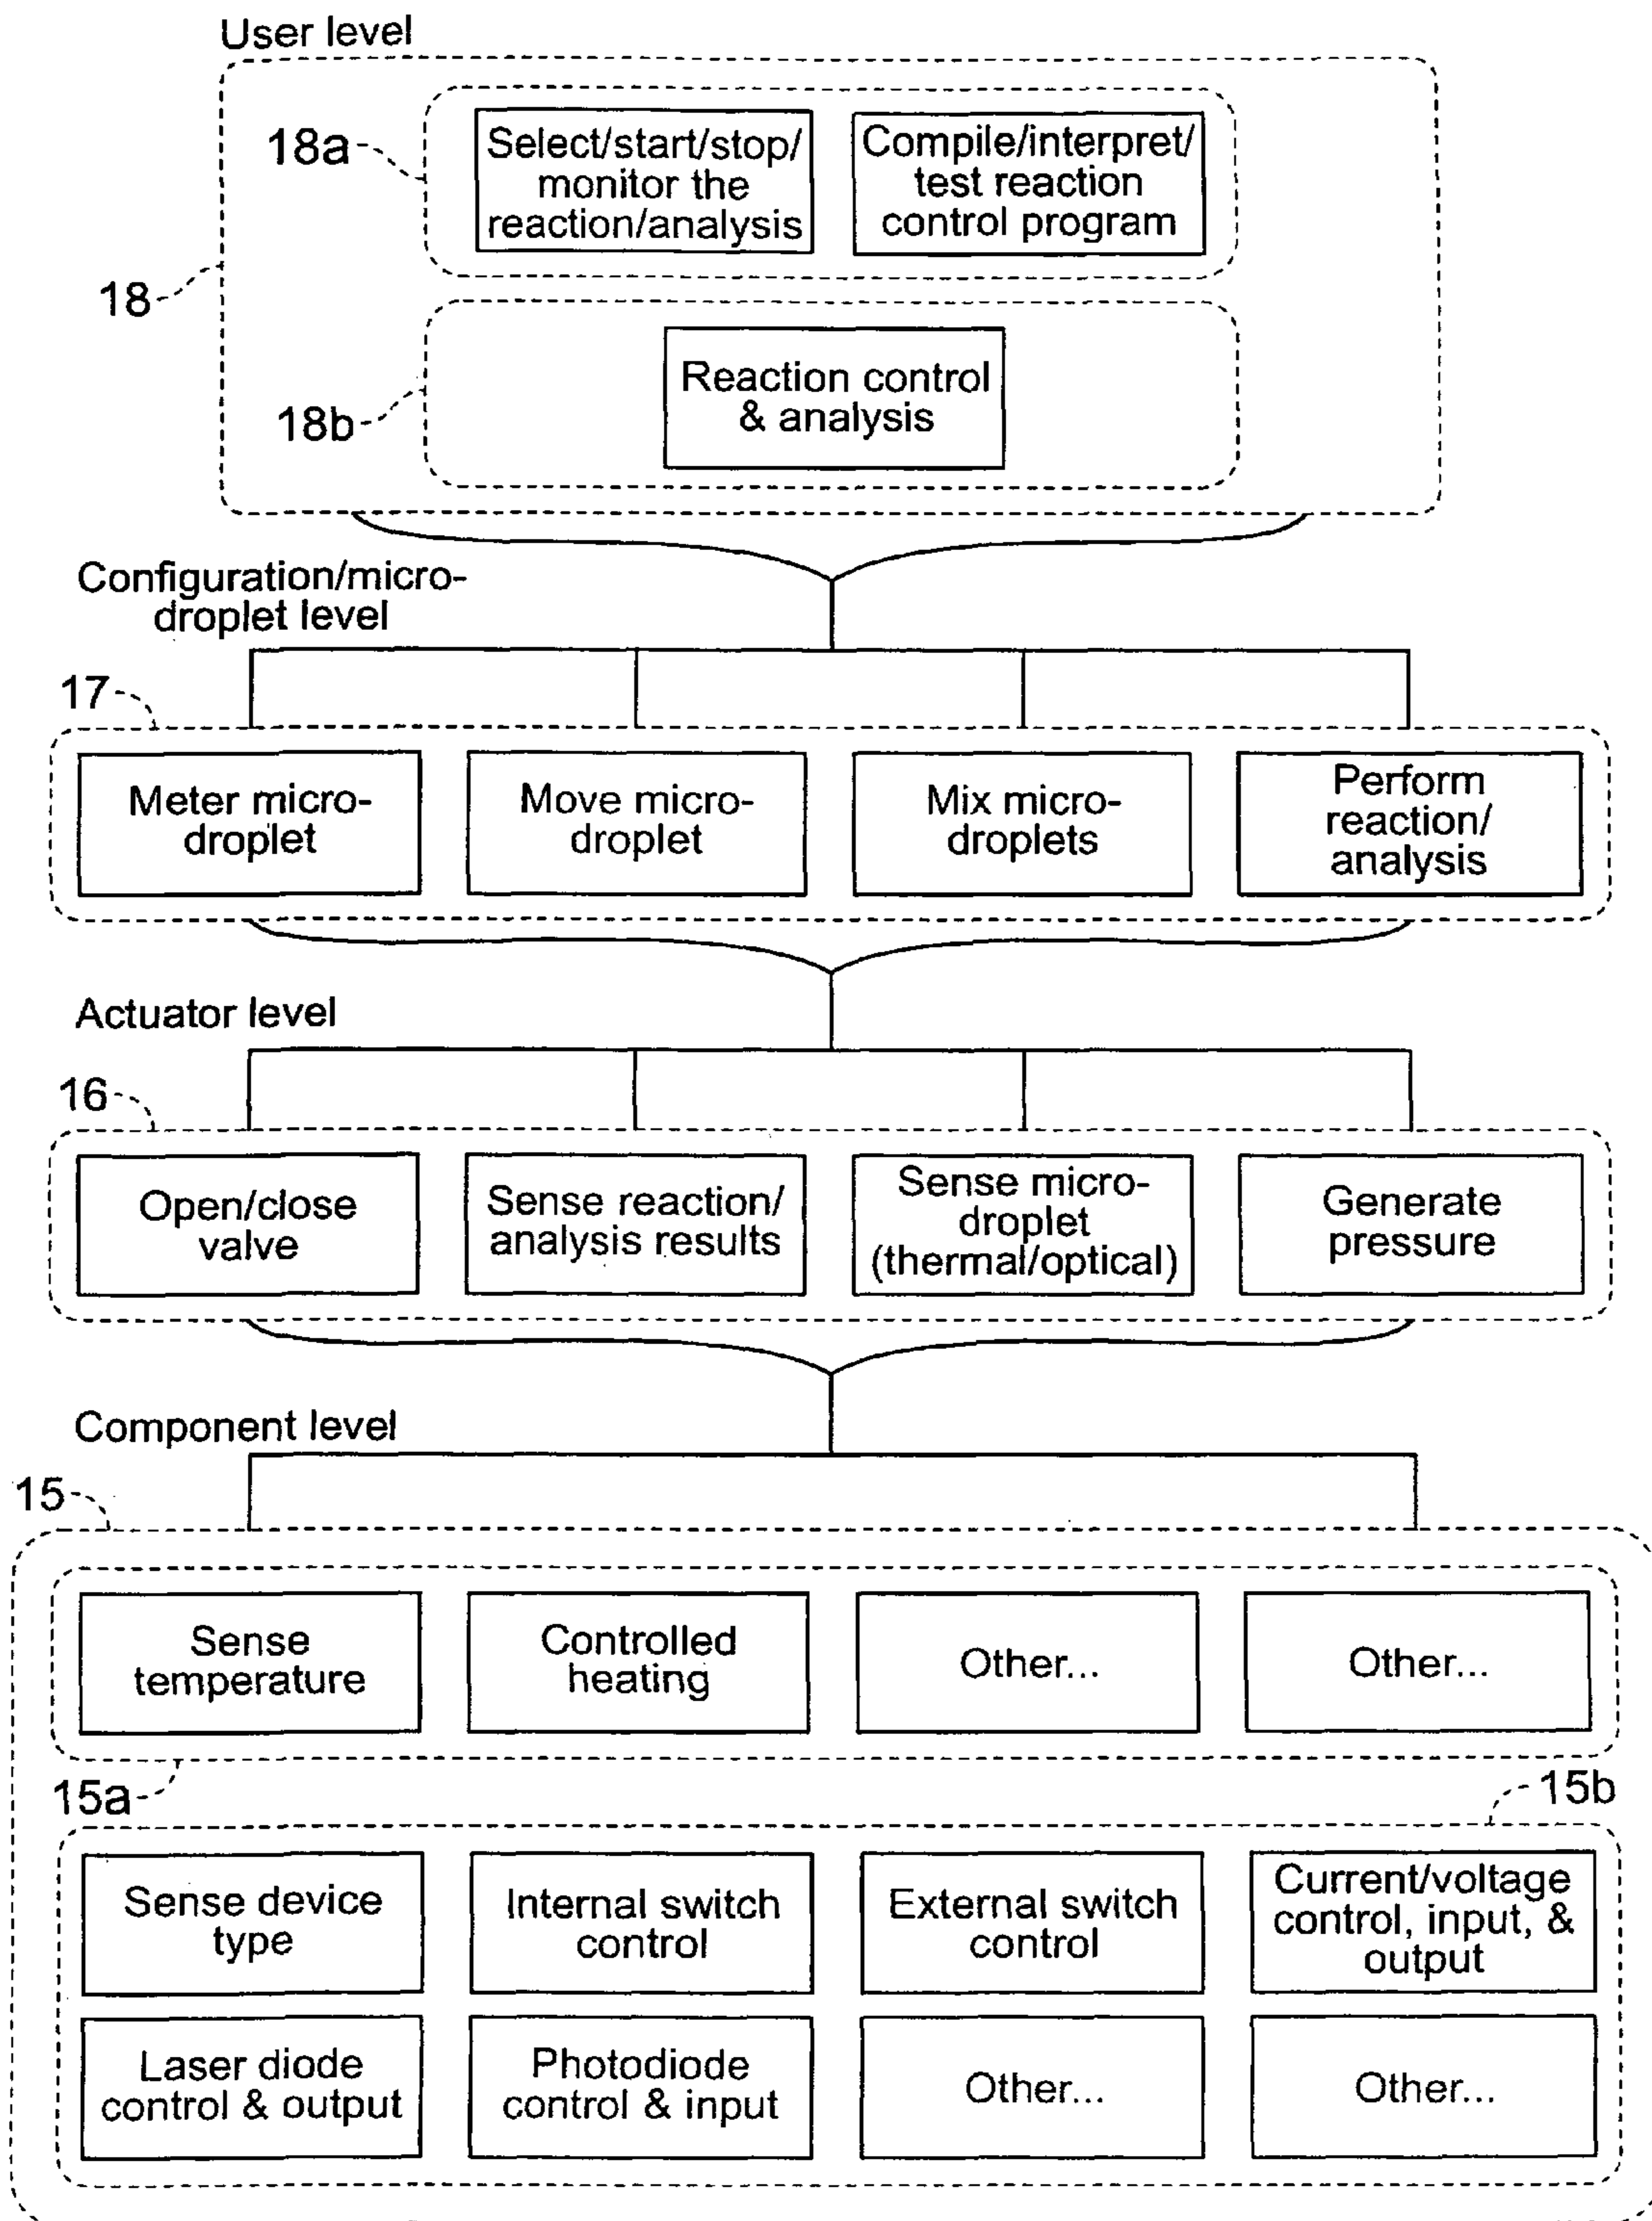 User level
18a
Select/start/stop/
monitor the
reaction/analysis
Compile/interpret/
test reaction
control program
18
18b
Reaction control
& analysis
Configuration/micro-
droplet level
17
Meter micro-
droplet
Move micro-
droplet
Mix micro-
droplets
Perform
reaction/
analysis
Actuator level
16
Open/close
valve
Sense reaction/
analysis results
Sense micro-
droplet
(thermal/optical)
Generate
pressure
Component level
15
Sense
temperature
Controlled
heating
Other...
Other...
15a
15b
Sense device
type
Internal switch
control
External switch
control
Current/voltage
control, input, &
output
Laser diode
control & output
Photodiode
control & input
Other...
Other...